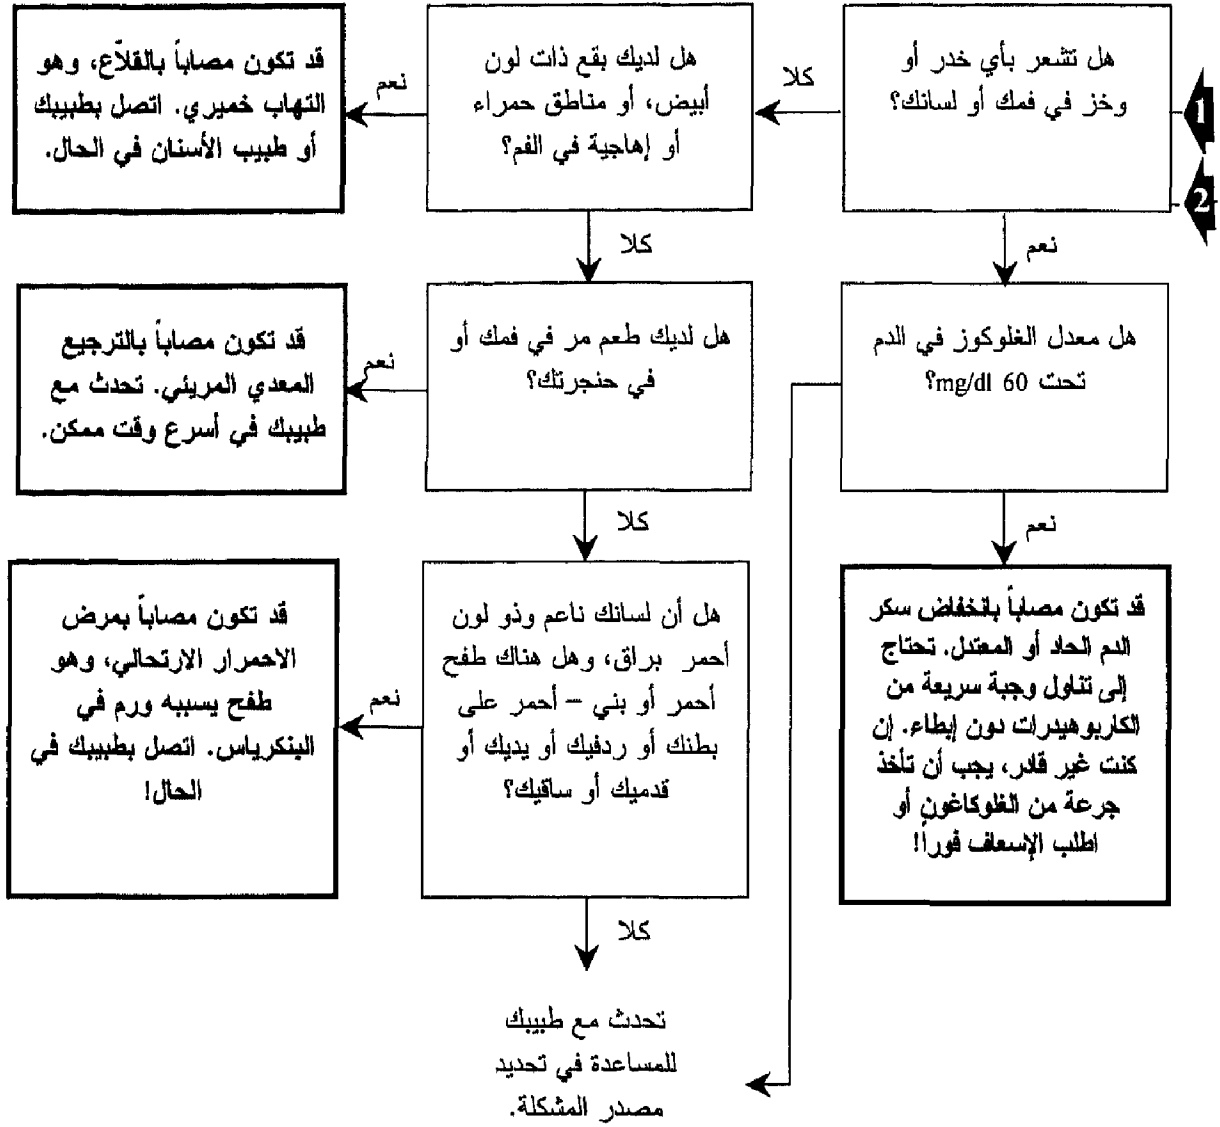 هل تشعر بأي خدر أو
وخز في فمك أو لسانك؟
1
2
كلا
هل لديك بقع ذات لون
أبيض، أو مناطق حمراء
أو إهاجية في الفم؟
نعم
قد تكون مصاباً بالقلاّع، وهو
التهاب خميري. اتصل بطبيبك
أو طبيب الأسنان في الحال.
نعم
كلا
هل معدل الغلوكوز في الدم
تحت 60 mg/dl؟
هل لديك طعم مر في فمك أو
في حنجرتك؟
نعم
قد تكون مصاباً بالترجيع
المعدي المريئي. تحدث مع
طبيبك في أسرع وقت ممكن.
نعم
كلا
قد تكون مصاباً بانخفاض سكر
الدم الحاد أو المعتدل. تحتاج
إلى تناول وجبة سريعة من
الكاربوهيدرات دون إبطاء. إن
كنت غير قادر، يجب أن تأخذ
جرعة من الغلوكاغون أو
اطلب الإسعاف فوراً!
هل أن لسانك ناعم وذو لون
أحمر براق، وهل هناك طفح
أحمر أو بني – أحمر على
بطنك أو ردفيك أو يديك أو
قدميك أو ساقيك؟
نعم
قد تكون مصاباً بمرض
الاحمرار الارتحالي، وهو
طفح يسببه ورم في
البنكرياس. اتصل بطبيبك في
الحال!
كلا
تحدث مع طبيبك
للمساعدة في تحديد
مصدر المشكلة.